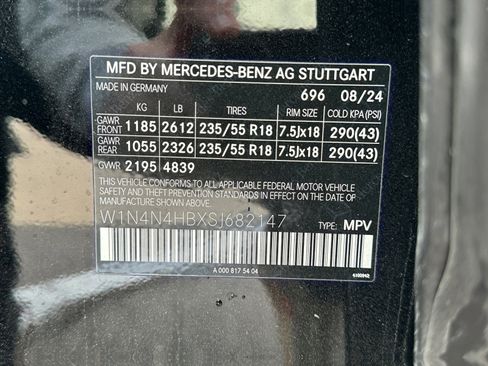 MFD BY MERCEDES-BENZ AG STUTTGART
MADE IN GERMANY 696 08/24
KG LB TIRES RIM SIZE COLD KPA (PSI)
GAWR FRONT 1185 2612 235/55 R18 7.5Jx18 290(43)
GAWR REAR 1055 2326 235/55 R18 7.5Jx18 290(43)
GVWR 2195 4839
THIS VEHICLE CONFORMS TO ALL APPLICABLE FEDERAL MOTOR VEHICLE
SAFETY AND THEFT PREVENTION STANDARDS IN EFFECT ON THE DATE OF
MANUFACTURE SHOWN ABOVE.
W1N4N4HBXSJ682147 TYPE: MPV
A 000 817 54 04